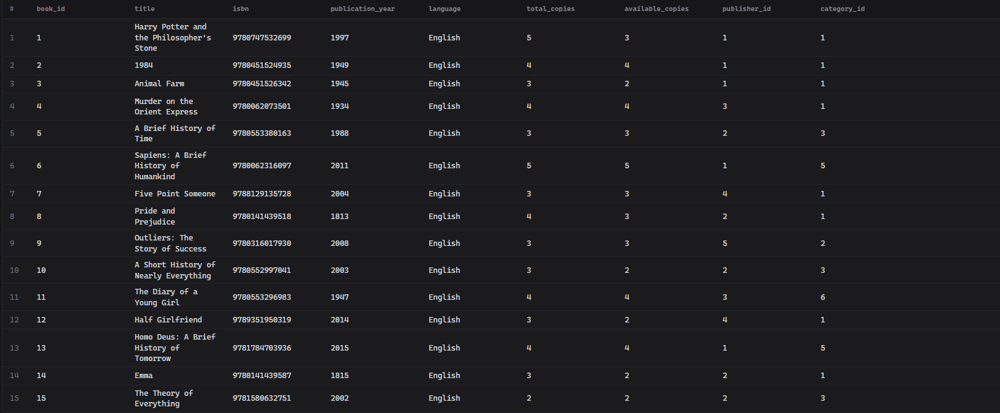 # book_id title isbn publication_year language total_copies available_copies publisher_id category_id
Harry Potter and
1 1 the Philosopher's 9780747532699 1997 English 5 3 1 1
Stone
2 2 1984 9780451524935 1949 English 4 4 1 1
3 3 Animal Farm 9780451526342 1945 English 3 2 1 1
Murder on the
4 4 9780062073501 1934 English 4 4 3 1
Orient Express
A Brief History of
5 5 9780553380163 1988 English 3 3 2 3
Time
Sapiens: A Brief
6 6 History of 9780062316097 2011 English 5 5 1 5
Humankind
7 7 Five Point Someone 9788129135728 2004 English 3 3 4 1
Pride and
8 8 9780141439518 1813 English 4 3 2 1
Prejudice
Outliers: The
9 9 9780316017930 2008 English 3 3 5 2
Story of Success
A Short History of
10 10 9780552997041 2003 English 3 2 2 3
Nearly Everything
The Diary of a
11 11 9780553296983 1947 English 4 4 3 6
Young Girl
12 12 Half Girlfriend 9789351950319 2014 English 3 2 4 1
Homo Deus: A Brief
13 13 History of 9781784703936 2015 English 4 4 1 5
Tomorrow
14 14 Emma 9780141439587 1815 English 3 2 2 1
The Theory of
15 15 9781580632751 2002 English 2 2 2 3
Everything